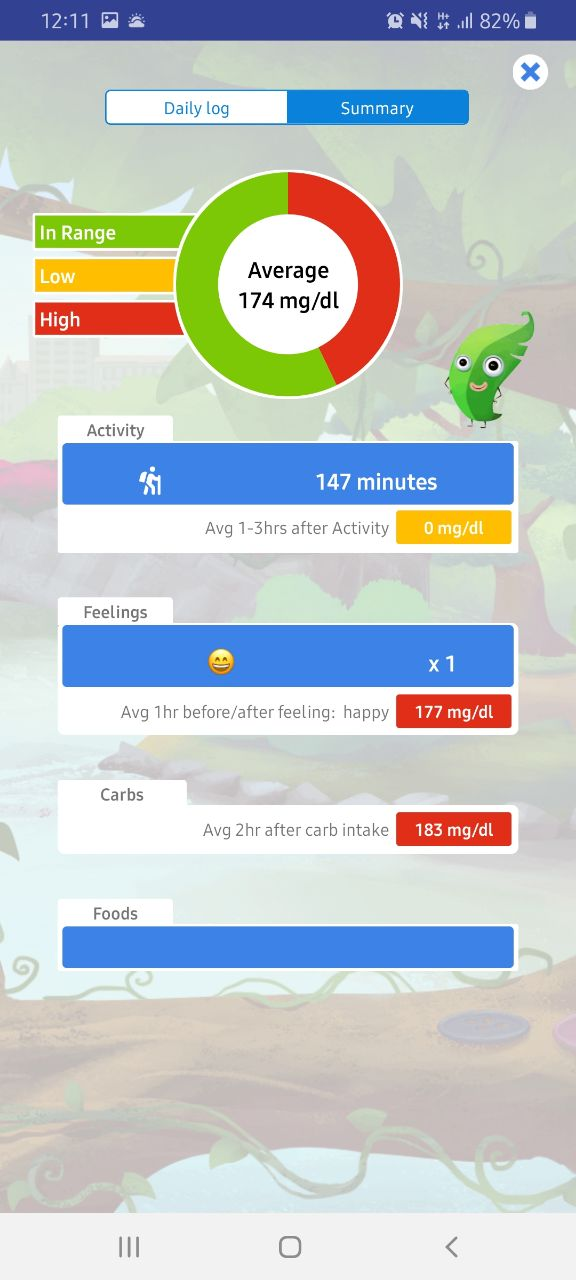 12:11 82%
Daily log Summary
In Range
Low
High
Average
174 mg/dl
Activity
147 minutes
Avg 1-3hrs after Activity 0 mg/dl
Feelings
😄 x 1
Avg 1hr before/after feeling: happy 177 mg/dl
Carbs
Avg 2hr after carb intake 183 mg/dl
Foods